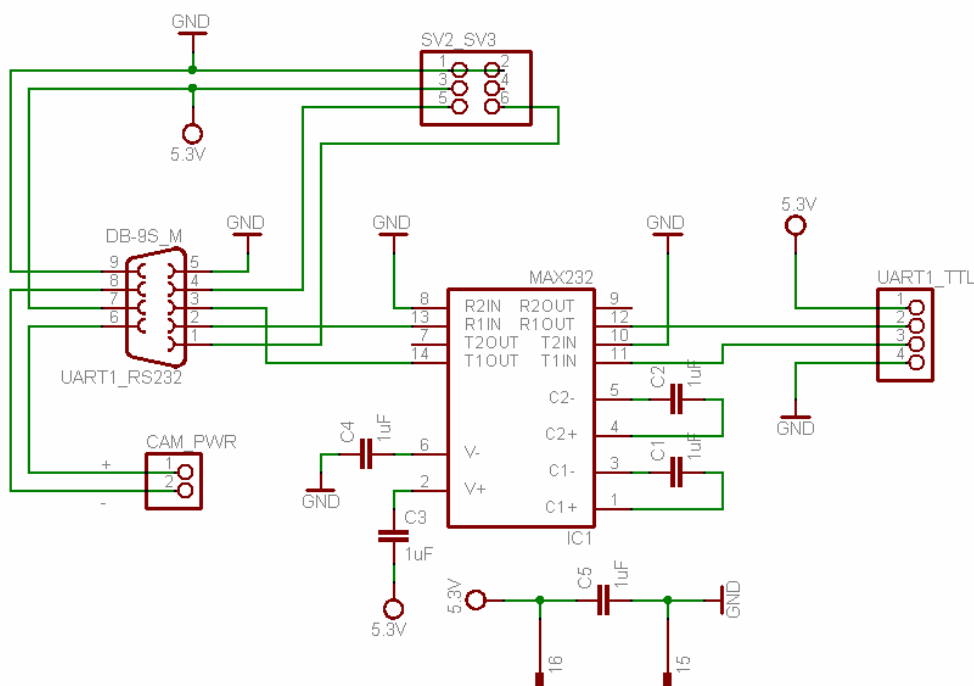 GND
SV2_SV3
1 2
3 4
5 6
5.3V
GND
GND
GND
5.3V
DB-9S_M
9 5
8 4
7 3
6 2
1
UART1_RS232
MAX232
8 R2IN R2OUT 9
13 R1IN R1OUT 12
7 T2OUT T2IN 10
14 T1OUT T1IN 11
C2- 5
C2+ 4
6 V- C1- 3
2 V+
C1+ 1
IC1
C2 1uF
C1 1uF
UART1_TTL
1
2
3
4
GND
CAM_PWR
+ 1
- 2
C4 1uF
GND
C3
1uF
5.3V
5.3V
C5 1uF
GND
16
15